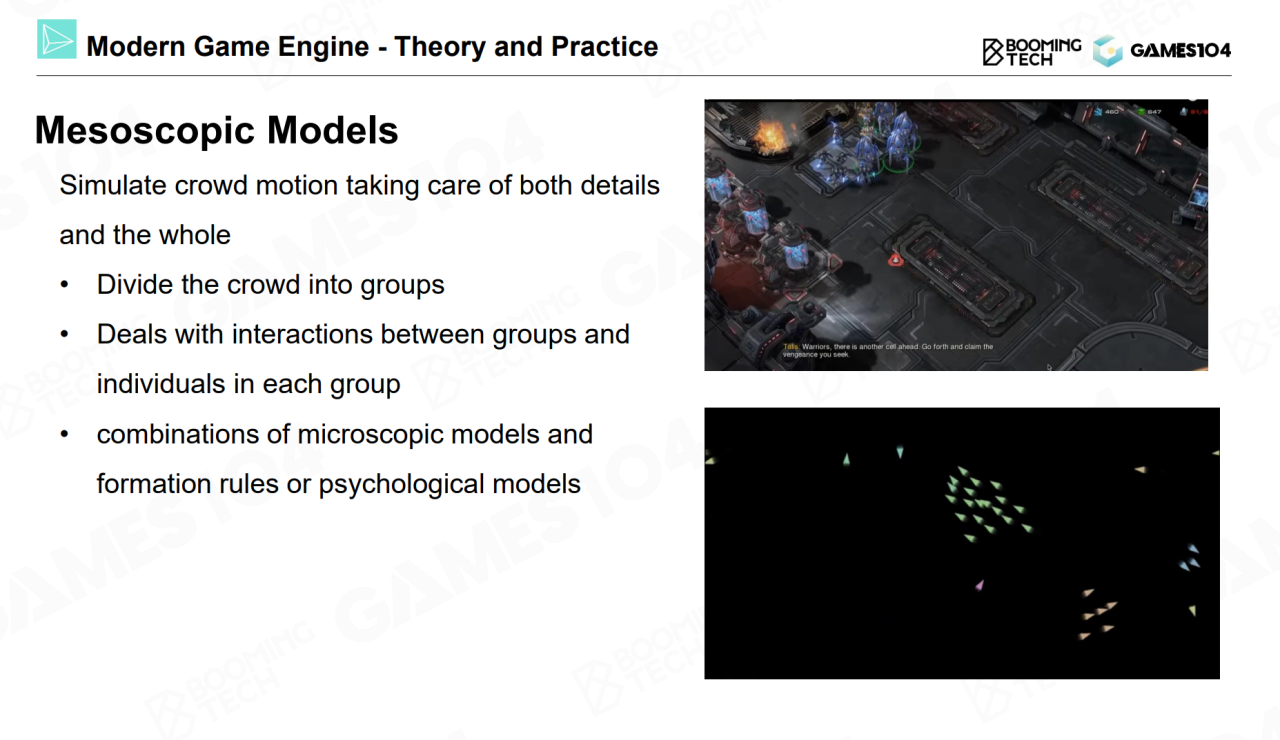 Modern Game Engine - Theory and Practice
BOOMING
TECH
GAMES104
Mesoscopic Models
Simulate crowd motion taking care of both details
and the whole
• Divide the crowd into groups
• Deals with interactions between groups and
individuals in each group
• combinations of microscopic models and
formation rules or psychological models
460 647
Warriors, there is another cell ahead. Go forth and claim the
vengeance you seek.